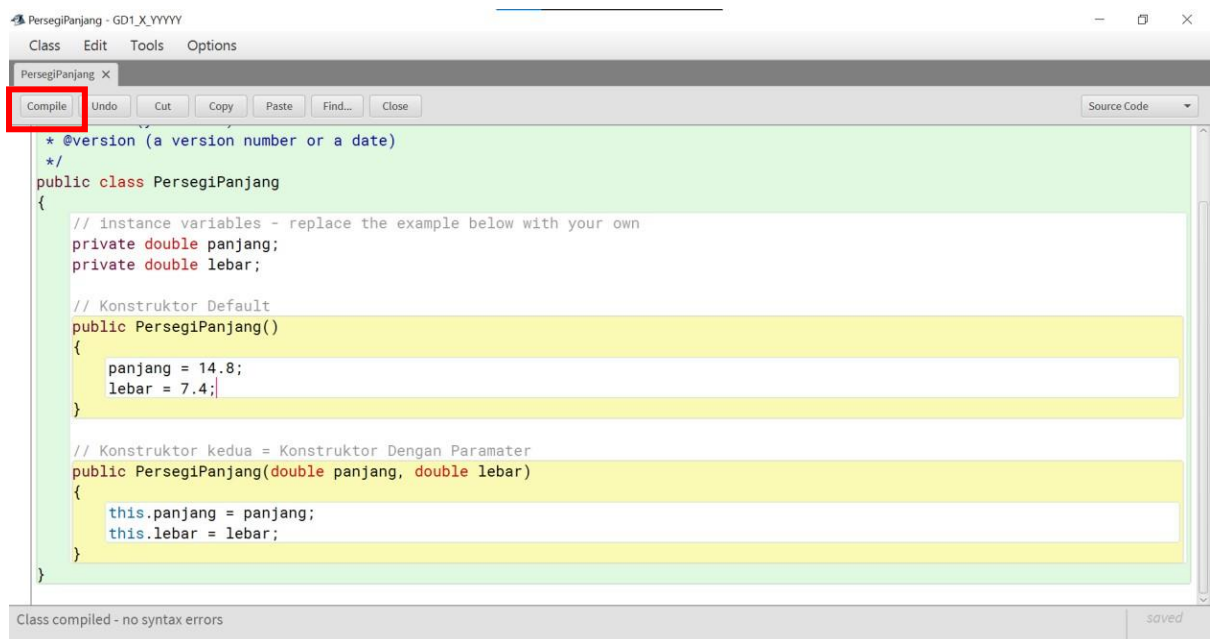 PersegiPanjang - GD1_X_YYYYY
Class Edit Tools Options
PersegiPanjang X
Compile Undo Cut Copy Paste Find... Close Source Code
* @version (a version number or a date)
*/
public class PersegiPanjang
{
// instance variables - replace the example below with your own
private double panjang;
private double lebar;
// Konstruktor Default
public PersegiPanjang()
{
panjang = 14.8;
lebar = 7.4;
}
// Konstruktor kedua = Konstruktor Dengan Paramater
public PersegiPanjang(double panjang, double lebar)
{
this.panjang = panjang;
this.lebar = lebar;
}
}
Class compiled - no syntax errors saved